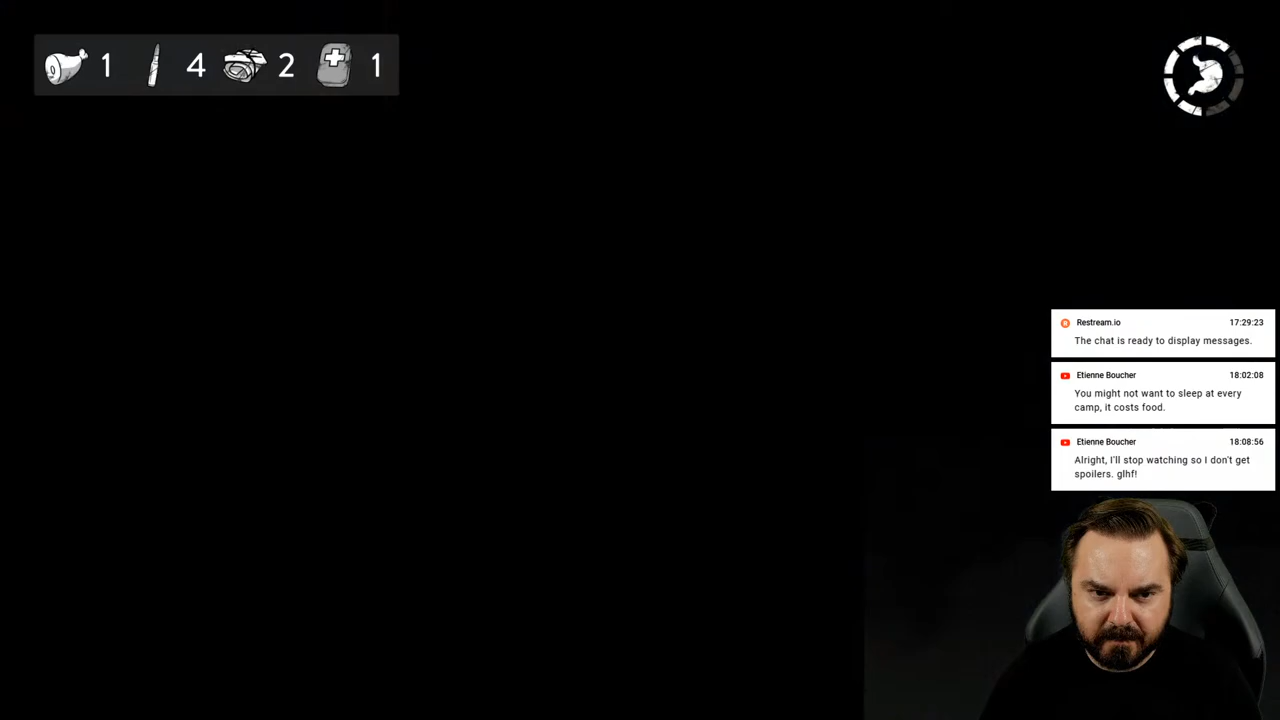 1 4 2 1
Restream.io 17:29:23
The chat is ready to display messages.
Etienne Boucher 18:02:08
You might not want to sleep at every
camp, it costs food.
Etienne Boucher 18:08:56
Alright, I'll stop watching so I don't get
spoilers. glhf!